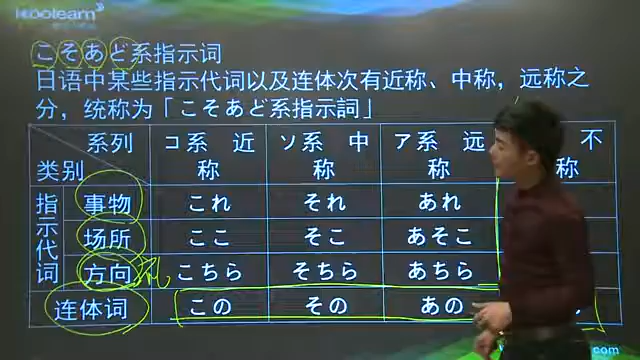 Koolearn
こそあど系指示词
日语中某些指示代词以及连体次有近称、中称，远称之
分，统称为「こそあど系指示詞」
系列 コ系 近 ソ系 中 ア系 远 不
类别 称 称 称 称
指示代词
事物 これ それ あれ
场所 ここ そこ あそこ
方向 こちら そちら あちら
连体词 この その あの
.com